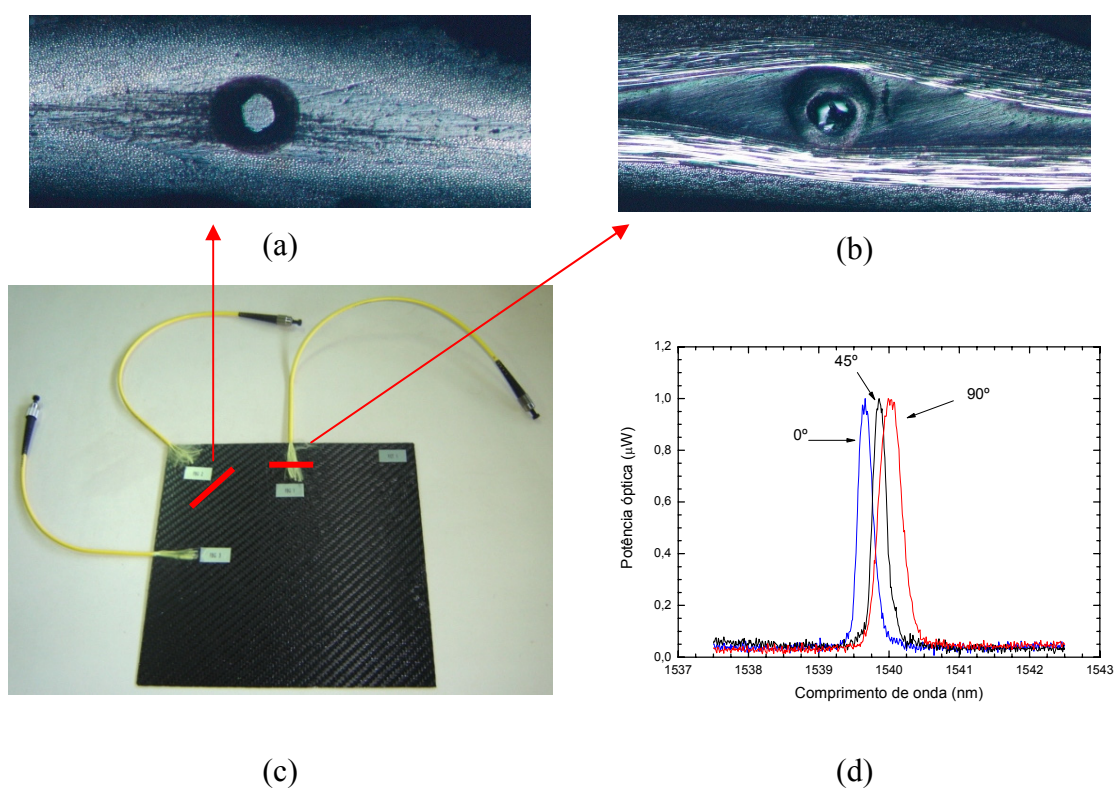 (a)
(b)
1,2
1,0
0,8
0,6
0,4
0,2
0,0
1537
1538
1539
1540
1541
1542
1543
45º
90º
0º
Potência óptica (µW)
Comprimento de onda (nm)
(c)
(d)